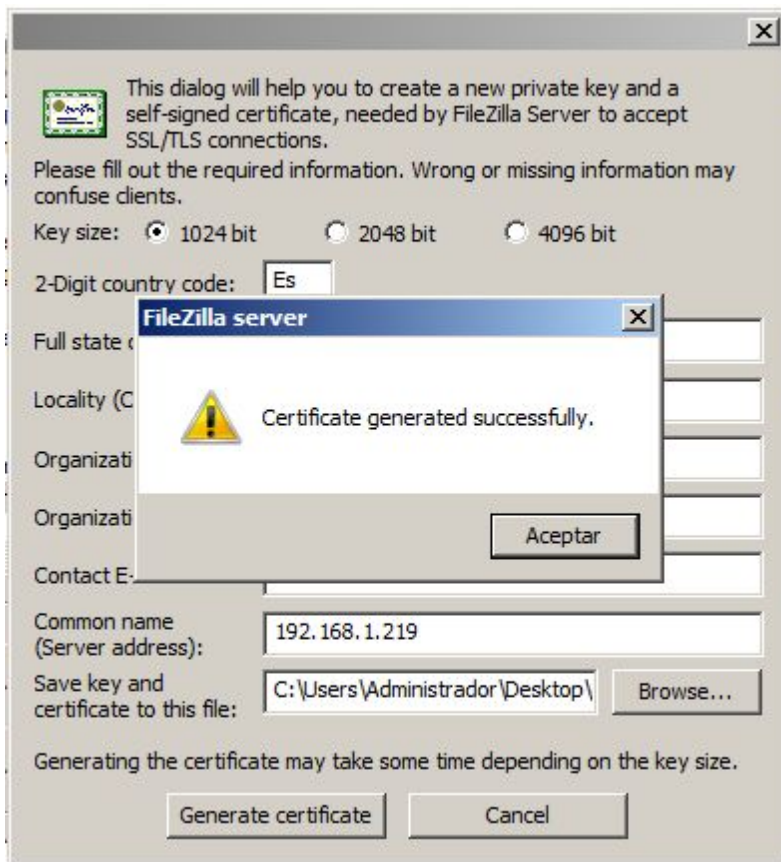 This dialog will help you to create a new private key and a
self-signed certificate, needed by FileZilla Server to accept
SSL/TLS connections.
Please fill out the required information. Wrong or missing information may
confuse clients.
Key size: 1024 bit 2048 bit 4096 bit
2-Digit country code: Es
FileZilla server
Full state
Locality (C
Certificate generated successfully.
Organizati
Organizati
Aceptar
Contact E-
Common name
(Server address): 192.168.1.219
Save key and
certificate to this file: C:\Users\Administrador\Desktop\ Browse...
Generating the certificate may take some time depending on the key size.
Generate certificate Cancel